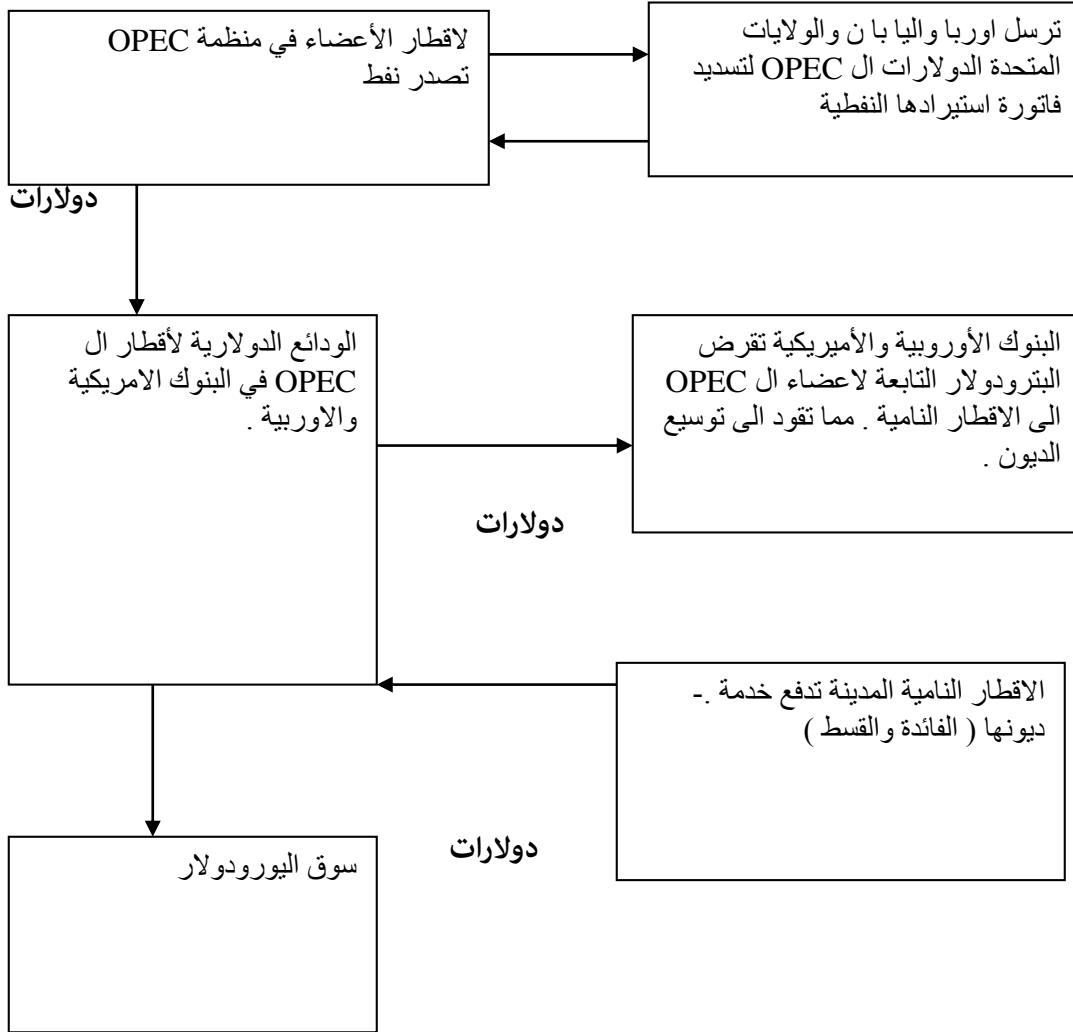 ترسل اوربا واليا با ن والولايات
المتحدة الدولارات ال OPEC لتسديد
فاتورة استيرادها النفطية
لاقطار الأعضاء في منظمة OPEC
تصدر نفط
دولارات
البنوك الأوروبية والأميريكية تقرض
البترودولار التابعة لاعضاء ال OPEC
الى الاقطار النامية . مما تقود الى توسيع
الديون .
الودائع الدولارية لأقطار ال
OPEC في البنوك الامريكية
والاوربية .
دولارات
الاقطار النامية المدينة تدفع خدمة .-
ديونها ( الفائدة والقسط )
دولارات
سوق اليورودولار